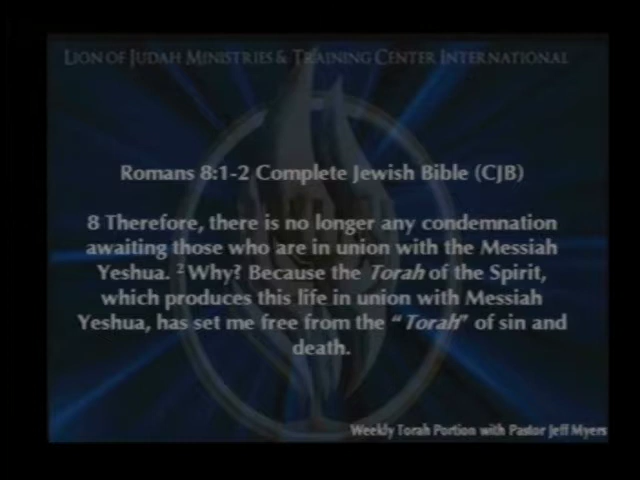 LION OF JUDAH MINISTRIES & TRAINING CENTER INTERNATIONAL
Romans 8:1-2 Complete Jewish Bible (CJB)
8 Therefore, there is no longer any condemnation
awaiting those who are in union with the Messiah
Yeshua. ² Why? Because the Torah of the Spirit,
which produces this life in union with Messiah
Yeshua, has set me free from the “Torah” of sin and
death.
Weekly Torah Portion with Pastor Jeff Myers